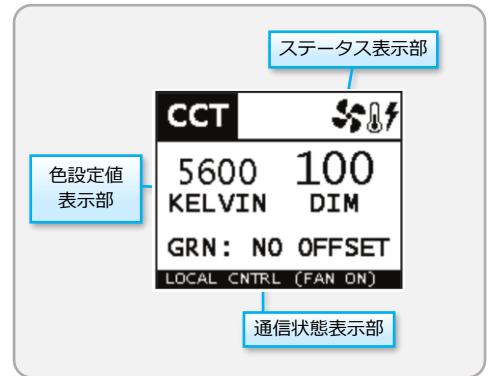 ステータス表示部
CCT
5600 100
KELVIN DIM
色設定値
表示部
GRN: NO OFFSET
LOCAL CNTRL (FAN ON)
通信状態表示部